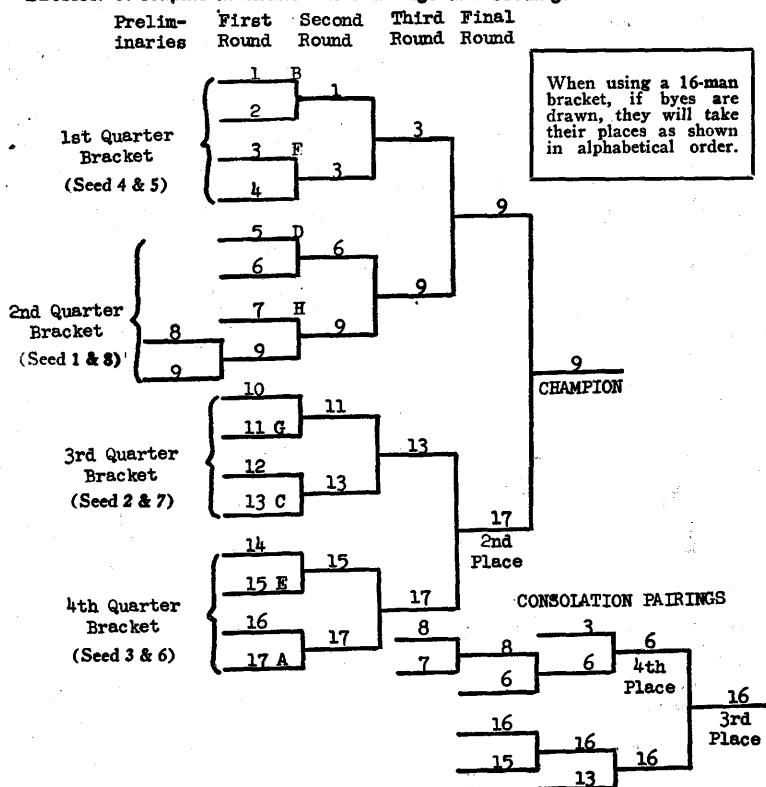 Prelim- First Second Third Final
inaries Round Round Round Round
1 B
1
2
When using a 16-man
bracket, if byes are
drawn, they will take
their places as shown
in alphabetical order.
1st Quarter
Bracket
(Seed 4 & 5)
3
3 F
3
4
9
5 D
6
6
9
2nd Quarter
Bracket
(Seed 1 & 8)
7 H
8
9
9
9
9
CHAMPION
10
11
11 G
13
3rd Quarter
Bracket
(Seed 2 & 7)
12
13
13 C
17
2nd
Place
14
15
15 E
17
4th Quarter
Bracket
(Seed 3 & 6)
16
17
17 A
CONSOLATION PAIRINGS
8
8
7
6
3
6
6
4th
Place
16
3rd
Place
16
16
15
16
13